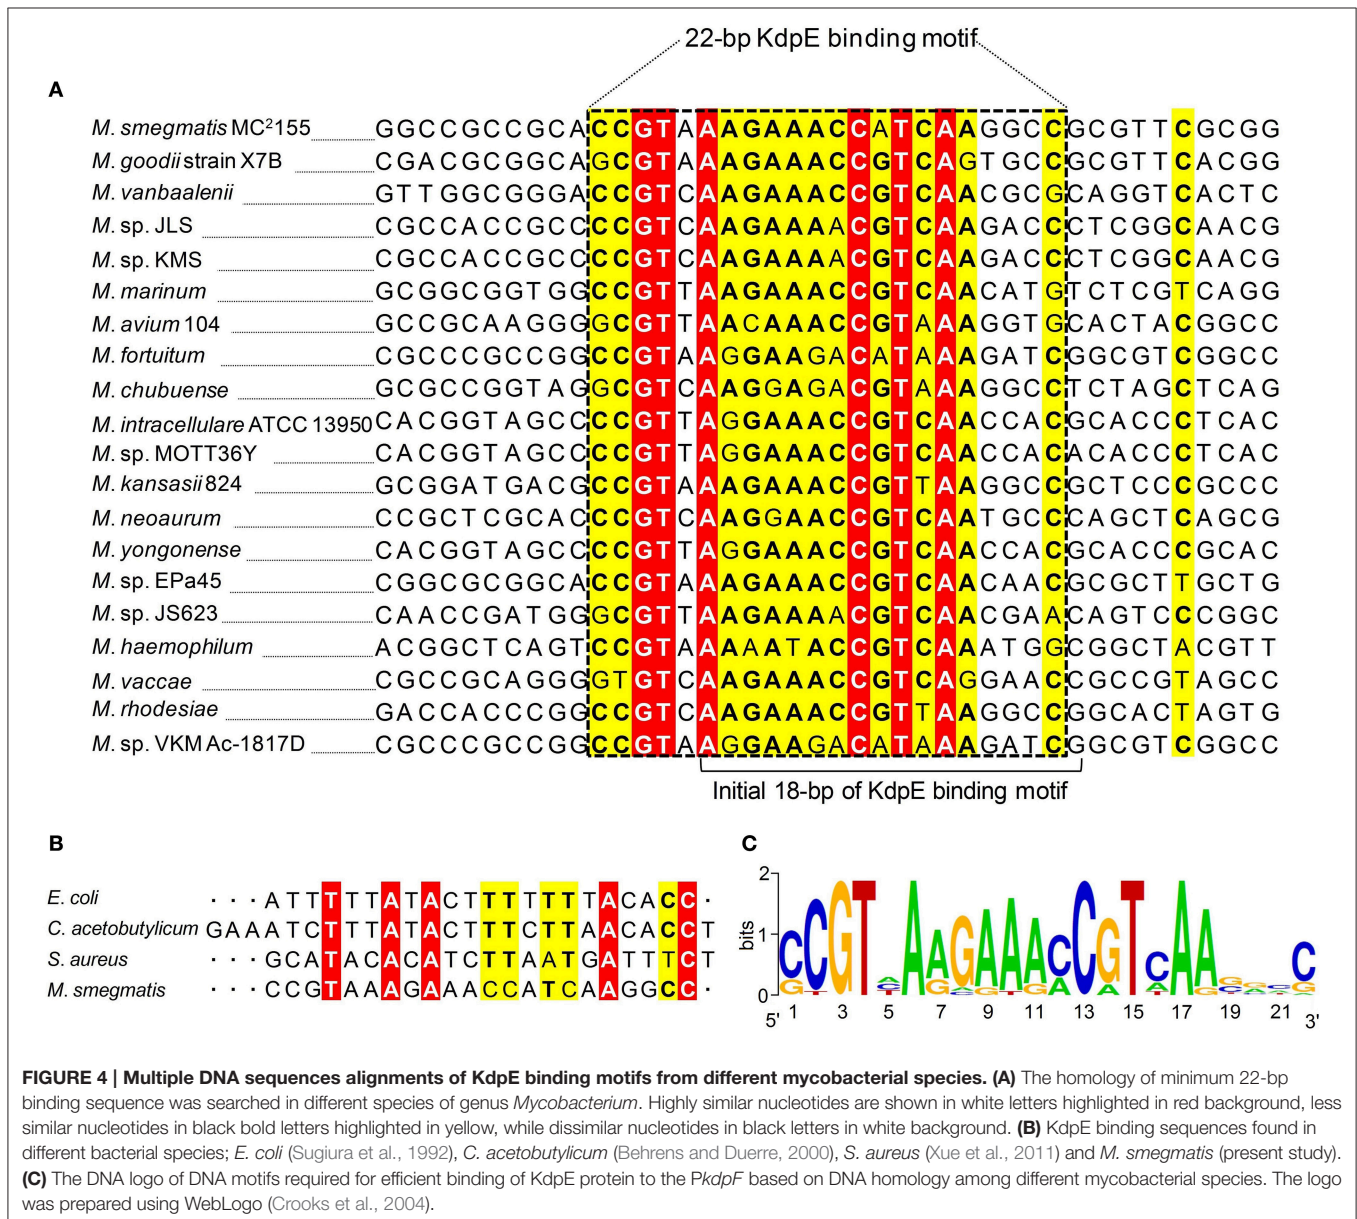 22-bp KdpE binding motif
A
M. smegmatis MC²155 GGCCGCCGCACCGTAAAGAAACCATCAAGGCCGCGTTCGCGG
M. goodii strain X7B CGACGCGGCAGCGTAAAGAAACCGTCAGTGCCGCGTTCACGG
M. vanbaalenii GTTGGCGGGACCGTCAAGAAACCGTCAACGCGCAGGTCACTC
M. sp. JLS CGCCACCGCCCCGTCAAGAAAACGTCAAGACCCTCGGCAACG
M. sp. KMS CGCCACCGCCCCGTCAAGAAAACGTCAAGACCCTCGGCAACG
M. marinum GCGGCGGTGGCCGTTAAGAAACCGTCAACATGTCTCGTCAGG
M. avium 104 GCCGCAAGGGGCGTTAACAAACCGTAAAGGTGCACTACGGCC
M. fortuitum CGCCCGCCGGCCGTAAGGAAGACATAAAGATCGGCGTCGGCC
M. chubuense GCGCCGGTAGGCGTCAAGGAGACGTAAAGGCCTCTAGCTCAG
M. intracellulare ATCC 13950 CACGGTAGCCCCGTTAGGAAACCGTCAACCACGCACCCTCAC
M. sp. MOTT36Y CACGGTAGCCCCGTTAGGAAACCGTCAACCACACACCCTCAC
M. kansasii 824 GCGGATGACGCCGTAAAGAAACCGTTAAGGCCGCTCCCGCCC
M. neoaurum CCGCTCGCACCCGTCAAGGAACCGTCAATGCCCAGCTCAGCG
M. yongonense CACGGTAGCCCCGTTAGGAAACCGTCAACCACGCACCCGCAC
M. sp. EPa45 CGGCGCGGCACCGTAAAGAAACCGTCAACAACGCGCTTGCTG
M. sp. JS623 CAACCGATGGGCGTTAAGAAAACGTCAACGAACAGTCCCGGC
M. haemophilum ACGGCTCAGTCCGTAAAAATACCGTCAAATGGCGGCTACGTT
M. vaccae CGCCGCAGGGGTGTCAAGAAACCGTCAGGAACCGCCGTAGCC
M. rhodesiae GACCACCCGGCCGTCAAGAAACCGTTAAGGCCGGCACTAGTG
M. sp. VKM Ac-1817D CGCCCGCCGGCCGTAAGGAAGACATAAAGATCGGCGTCGGCC
Initial 18-bp of KdpE binding motif
B
E. coli ···ATTTTTATACTTTTTTTACACC·
C. acetobutylicum GAAATCTTTATACTTTCTTAACACCT
S. aureus ···GCATACACATCTTAATGATTTCT
M. smegmatis ···CCGTAAAGAAACCATCAAGGCC·
C
2
bits
1
0
5' 1 3 5 7 9 11 13 15 17 19 21 3'
FIGURE 4 | Multiple DNA sequences alignments of KdpE binding motifs from different mycobacterial species. (A) The homology of minimum 22-bp
binding sequence was searched in different species of genus Mycobacterium. Highly similar nucleotides are shown in white letters highlighted in red background, less
similar nucleotides in black bold letters highlighted in yellow, while dissimilar nucleotides in black letters in white background. (B) KdpE binding sequences found in
different bacterial species; E. coli (Sugiura et al., 1992), C. acetobutylicum (Behrens and Duerre, 2000), S. aureus (Xue et al., 2011) and M. smegmatis (present study).
(C) The DNA logo of DNA motifs required for efficient binding of KdpE protein to the PkdpF based on DNA homology among different mycobacterial species. The logo
was prepared using WebLogo (Crooks et al., 2004).